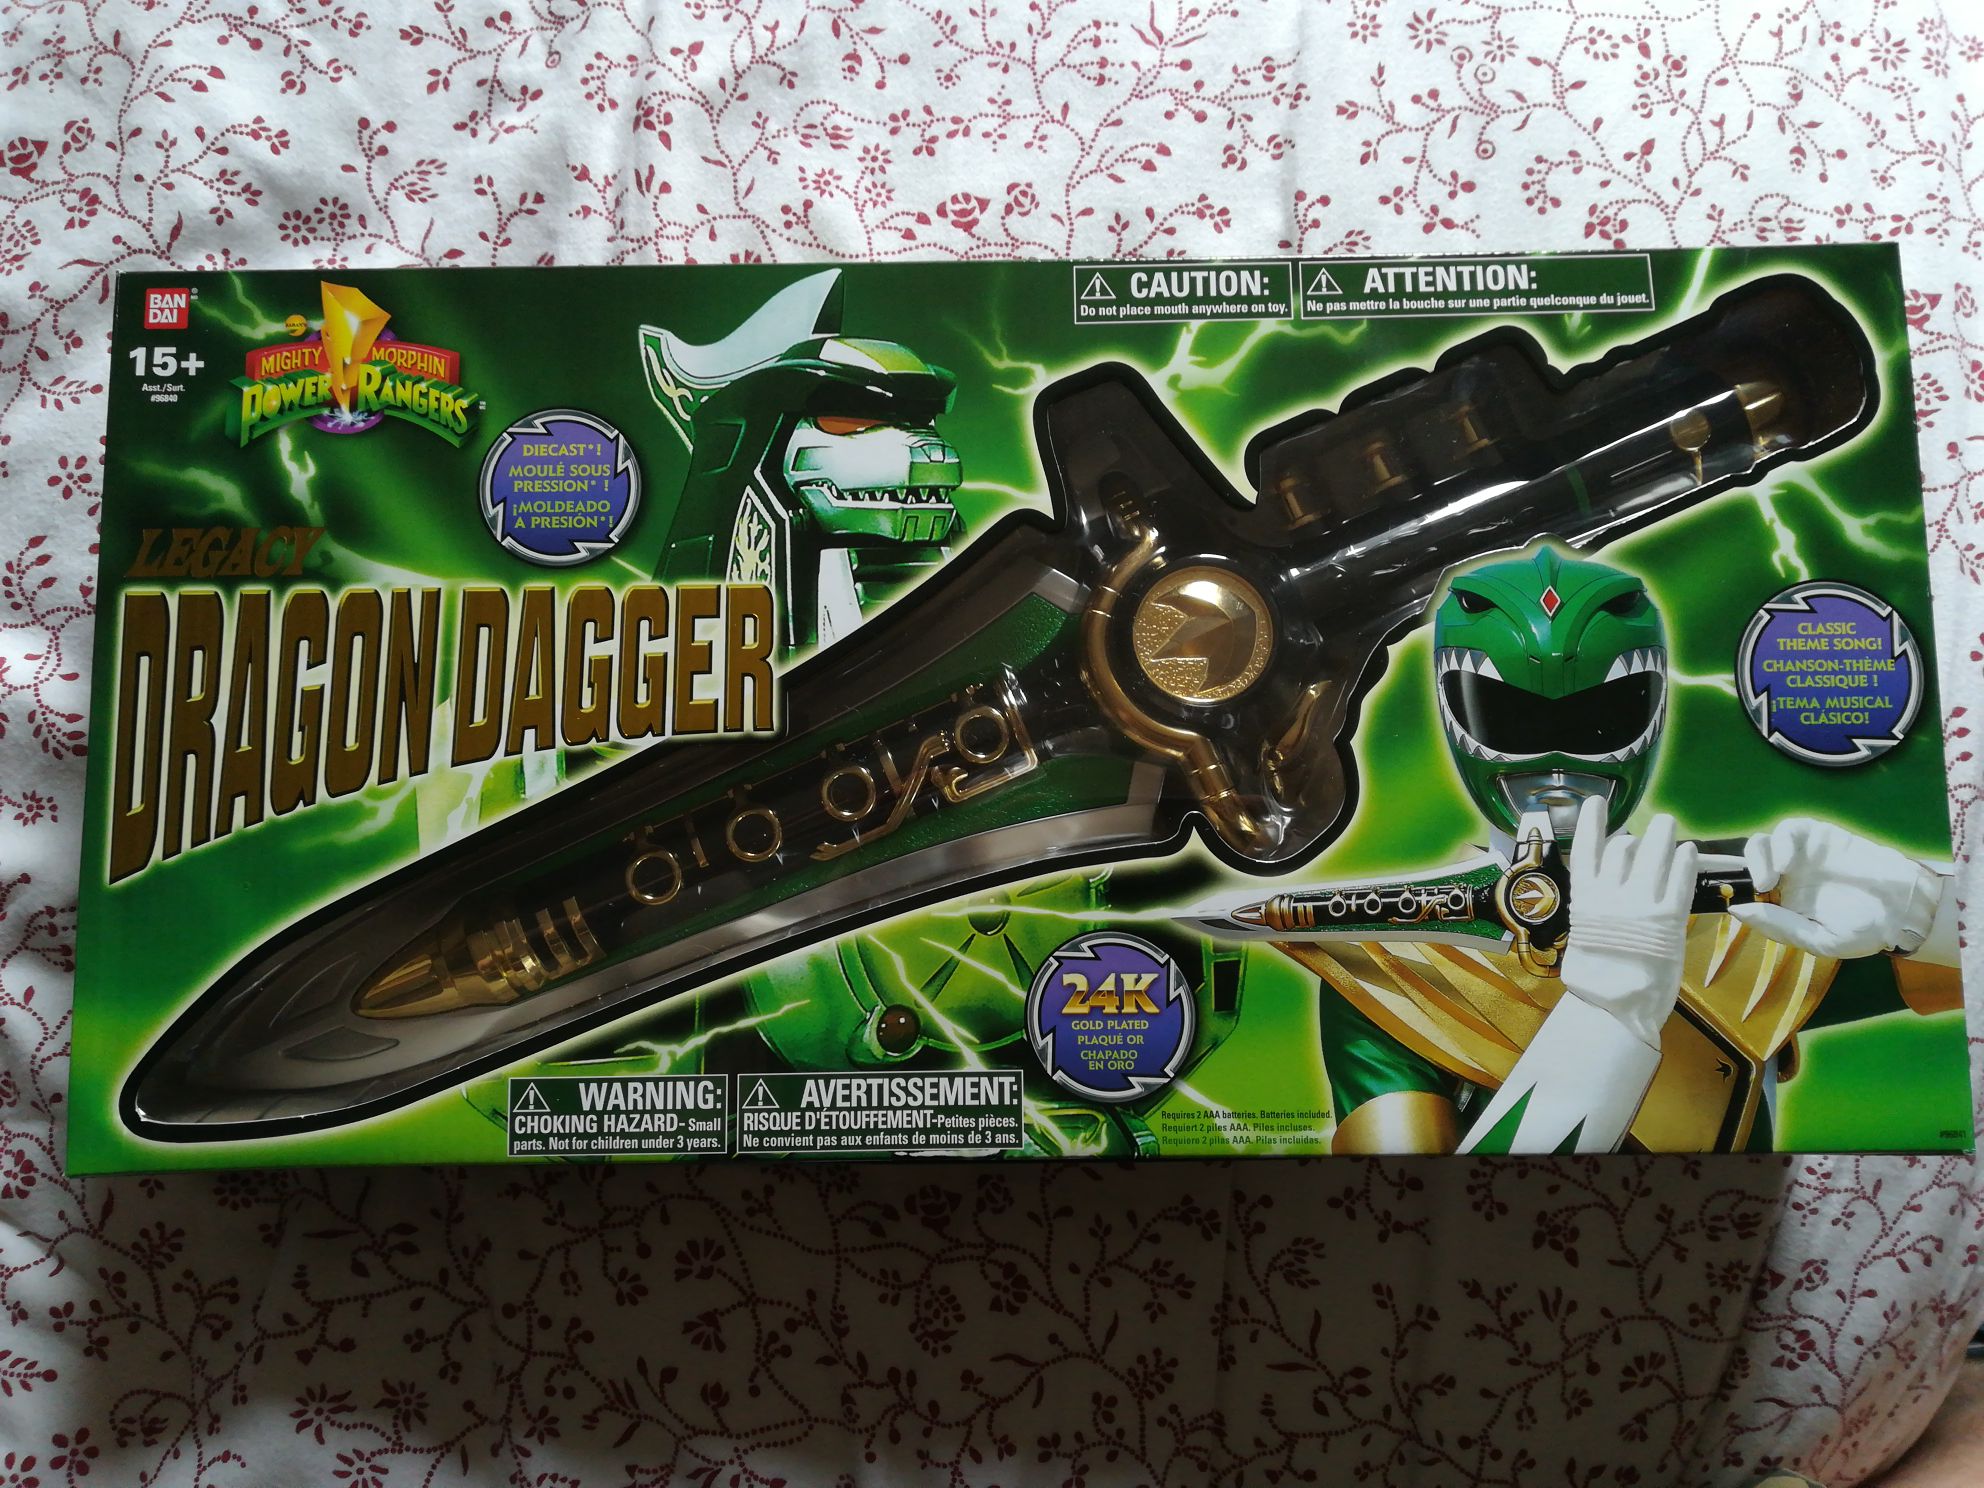 BAN
DAI
15+
Asst./Surt.
#96840
SABAN'S
MIGHTY MORPHIN
POWER RANGERS
CAUTION:
Do not place mouth anywhere on toy.
ATTENTION:
Ne pas mettre la bouche sur une partie quelconque du jouet.
DIECAST*!
MOULÉ SOUS
PRESSION* !
¡MOLDEADO
A PRESIÓN*!
LEGACY
DRAGON DAGGER
CLASSIC
THEME SONG!
CHANSON-THÈME
CLASSIQUE !
¡TEMA MUSICAL
CLÁSICO!
24K
GOLD PLATED
PLAQUÉ OR
CHAPADO
EN ORO
WARNING:
CHOKING HAZARD- Small
parts. Not for children under 3 years.
AVERTISSEMENT:
RISQUE D'ÉTOUFFEMENT-Petites pièces.
Ne convient pas aux enfants de moins de 3 ans.
Requires 2 AAA batteries. Batteries included.
Requiert 2 piles AAA. Piles incluses.
Requiere 2 pilas AAA. Pilas incluidas.
#96841